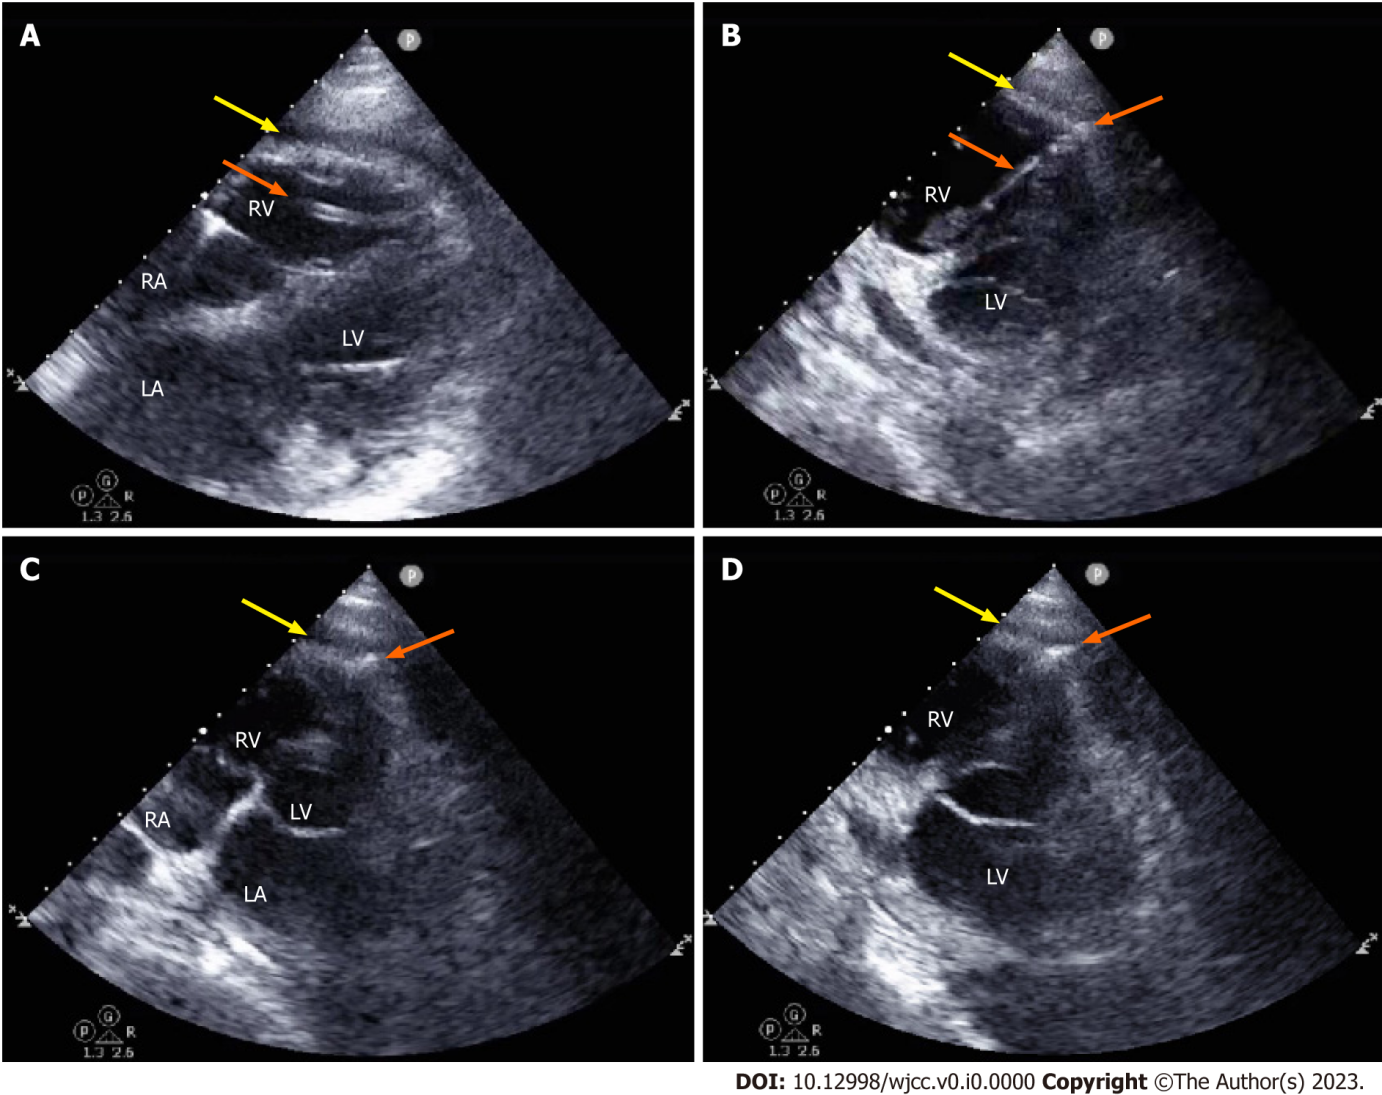 A
P
RV
RA
LV
LA
G
P R
1.3 2.6
B
P
RV
LV
G
P R
1.3 2.6
C
P
RV
RA
LV
LA
G
P R
1.3 2.6
D
P
RV
LV
G
P R
1.3 2.6
DOI: 10.12998/wjcc.v0.i0.0000 Copyright ©The Author(s) 2023.